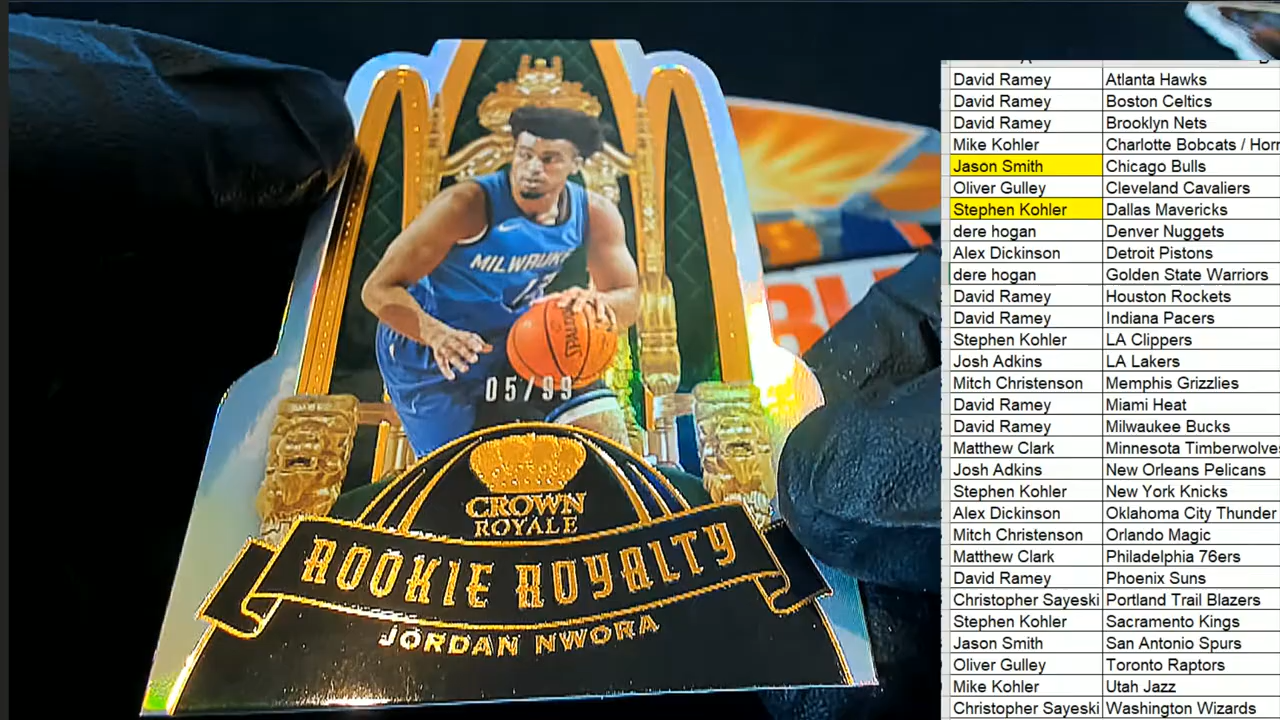 MILWAUKEE
SPALDING
05/99
CROWN
ROYALE
ROOKIE ROYALTY
JORDAN NWORA
David Ramey Atlanta Hawks
David Ramey Boston Celtics
David Ramey Brooklyn Nets
Mike Kohler Charlotte Bobcats / Horn
Jason Smith Chicago Bulls
Oliver Gulley Cleveland Cavaliers
Stephen Kohler Dallas Mavericks
dere hogan Denver Nuggets
Alex Dickinson Detroit Pistons
dere hogan Golden State Warriors
David Ramey Houston Rockets
David Ramey Indiana Pacers
Stephen Kohler LA Clippers
Josh Adkins LA Lakers
Mitch Christenson Memphis Grizzlies
David Ramey Miami Heat
David Ramey Milwaukee Bucks
Matthew Clark Minnesota Timberwolves
Josh Adkins New Orleans Pelicans
Stephen Kohler New York Knicks
Alex Dickinson Oklahoma City Thunder
Mitch Christenson Orlando Magic
Matthew Clark Philadelphia 76ers
David Ramey Phoenix Suns
Christopher Sayeski Portland Trail Blazers
Stephen Kohler Sacramento Kings
Jason Smith San Antonio Spurs
Oliver Gulley Toronto Raptors
Mike Kohler Utah Jazz
Christopher Sayeski Washington Wizards